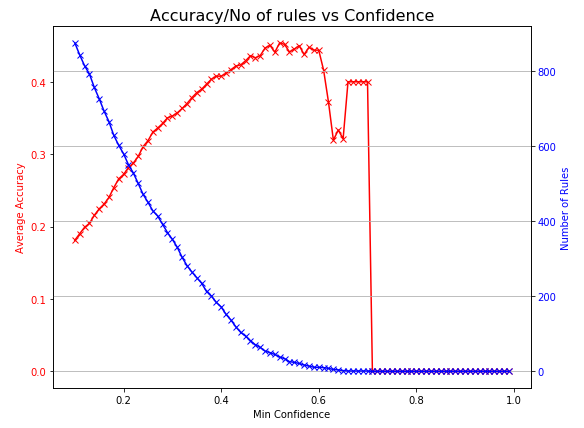 Accuracy/No of rules vs Confidence
0.4
0.3
0.2
0.1
0.0
Average Accuracy
800
600
400
200
0
Number of Rules
0.2 0.4 0.6 0.8 1.0
Min Confidence